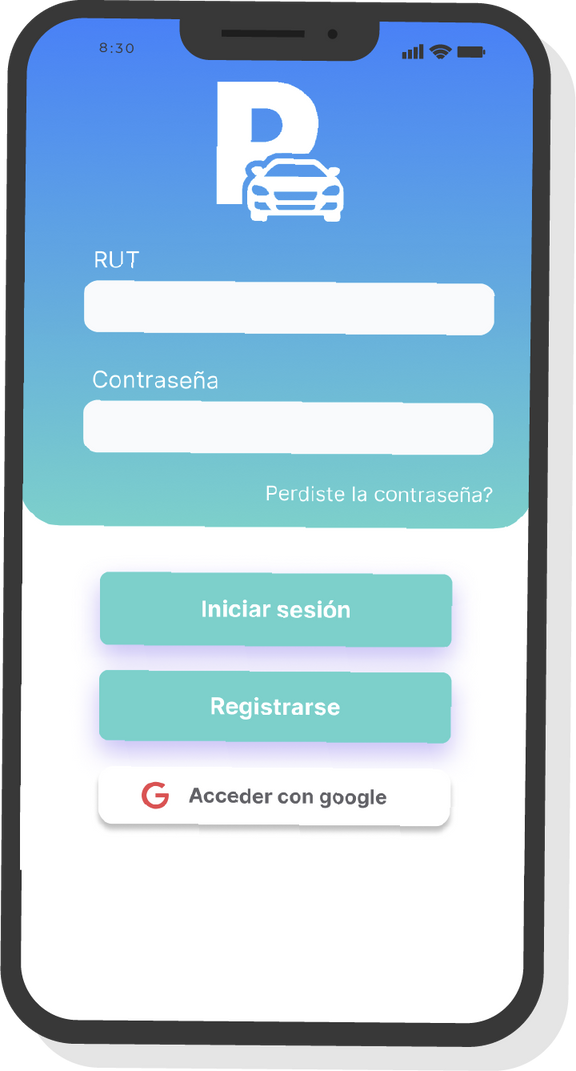 8:30
P
RUT
Contraseña
Perdiste la contraseña?
Iniciar sesión
Registrarse
G Acceder con google